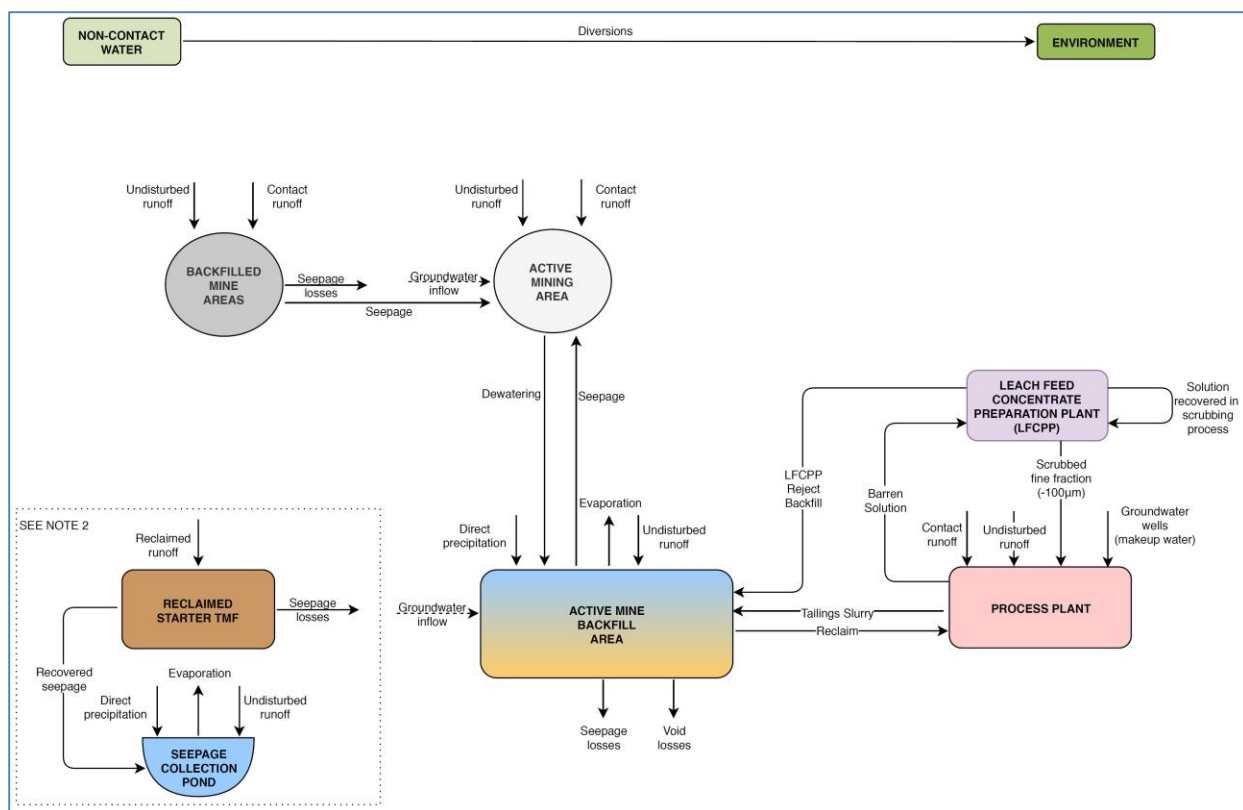 NON-CONTACT
WATER
Diversions
ENVIRONMENT
Undisturbed
runoff
Contact
runoff
Undisturbed
runoff
Contact
runoff
BACKFILLED
MINE
AREAS
Seepage
losses
Seepage
Groundwater
inflow
ACTIVE
MINING
AREA
Dewatering
Seepage
LEACH FEED
CONCENTRATE
PREPARATION PLANT
(LFCPP)
Solution
recovered in
scrubbing
process
LFCPP
Reject
Backfill
Barren
Solution
Scrubbed
fine fraction
(-100µm)
Contact
runoff
Undisturbed
runoff
Groundwater
wells
(makeup water)
PROCESS PLANT
Direct
precipitation
Evaporation
Undisturbed
runoff
Groundwater
inflow
ACTIVE MINE
BACKFILL
AREA
Tailings Slurry
Reclaim
Seepage
losses
Void
losses
SEE NOTE 2
Reclaimed
runoff
RECLAIMED
STARTER TMF
Seepage
losses
Recovered
seepage
Direct
precipitation
Evaporation
Undisturbed
runoff
SEEPAGE
COLLECTION
POND